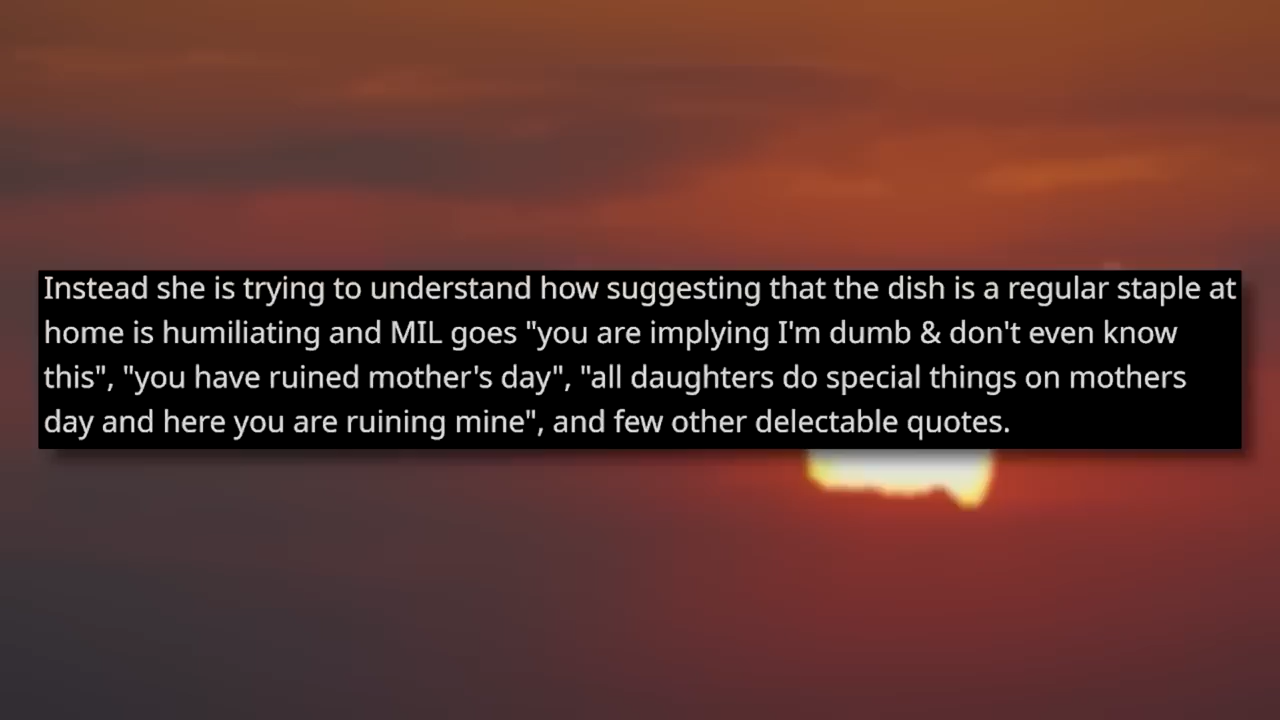 Instead she is trying to understand how suggesting that the dish is a regular staple at
home is humiliating and MIL goes "you are implying I'm dumb & don't even know
this", "you have ruined mother's day", "all daughters do special things on mothers
day and here you are ruining mine", and few other delectable quotes.